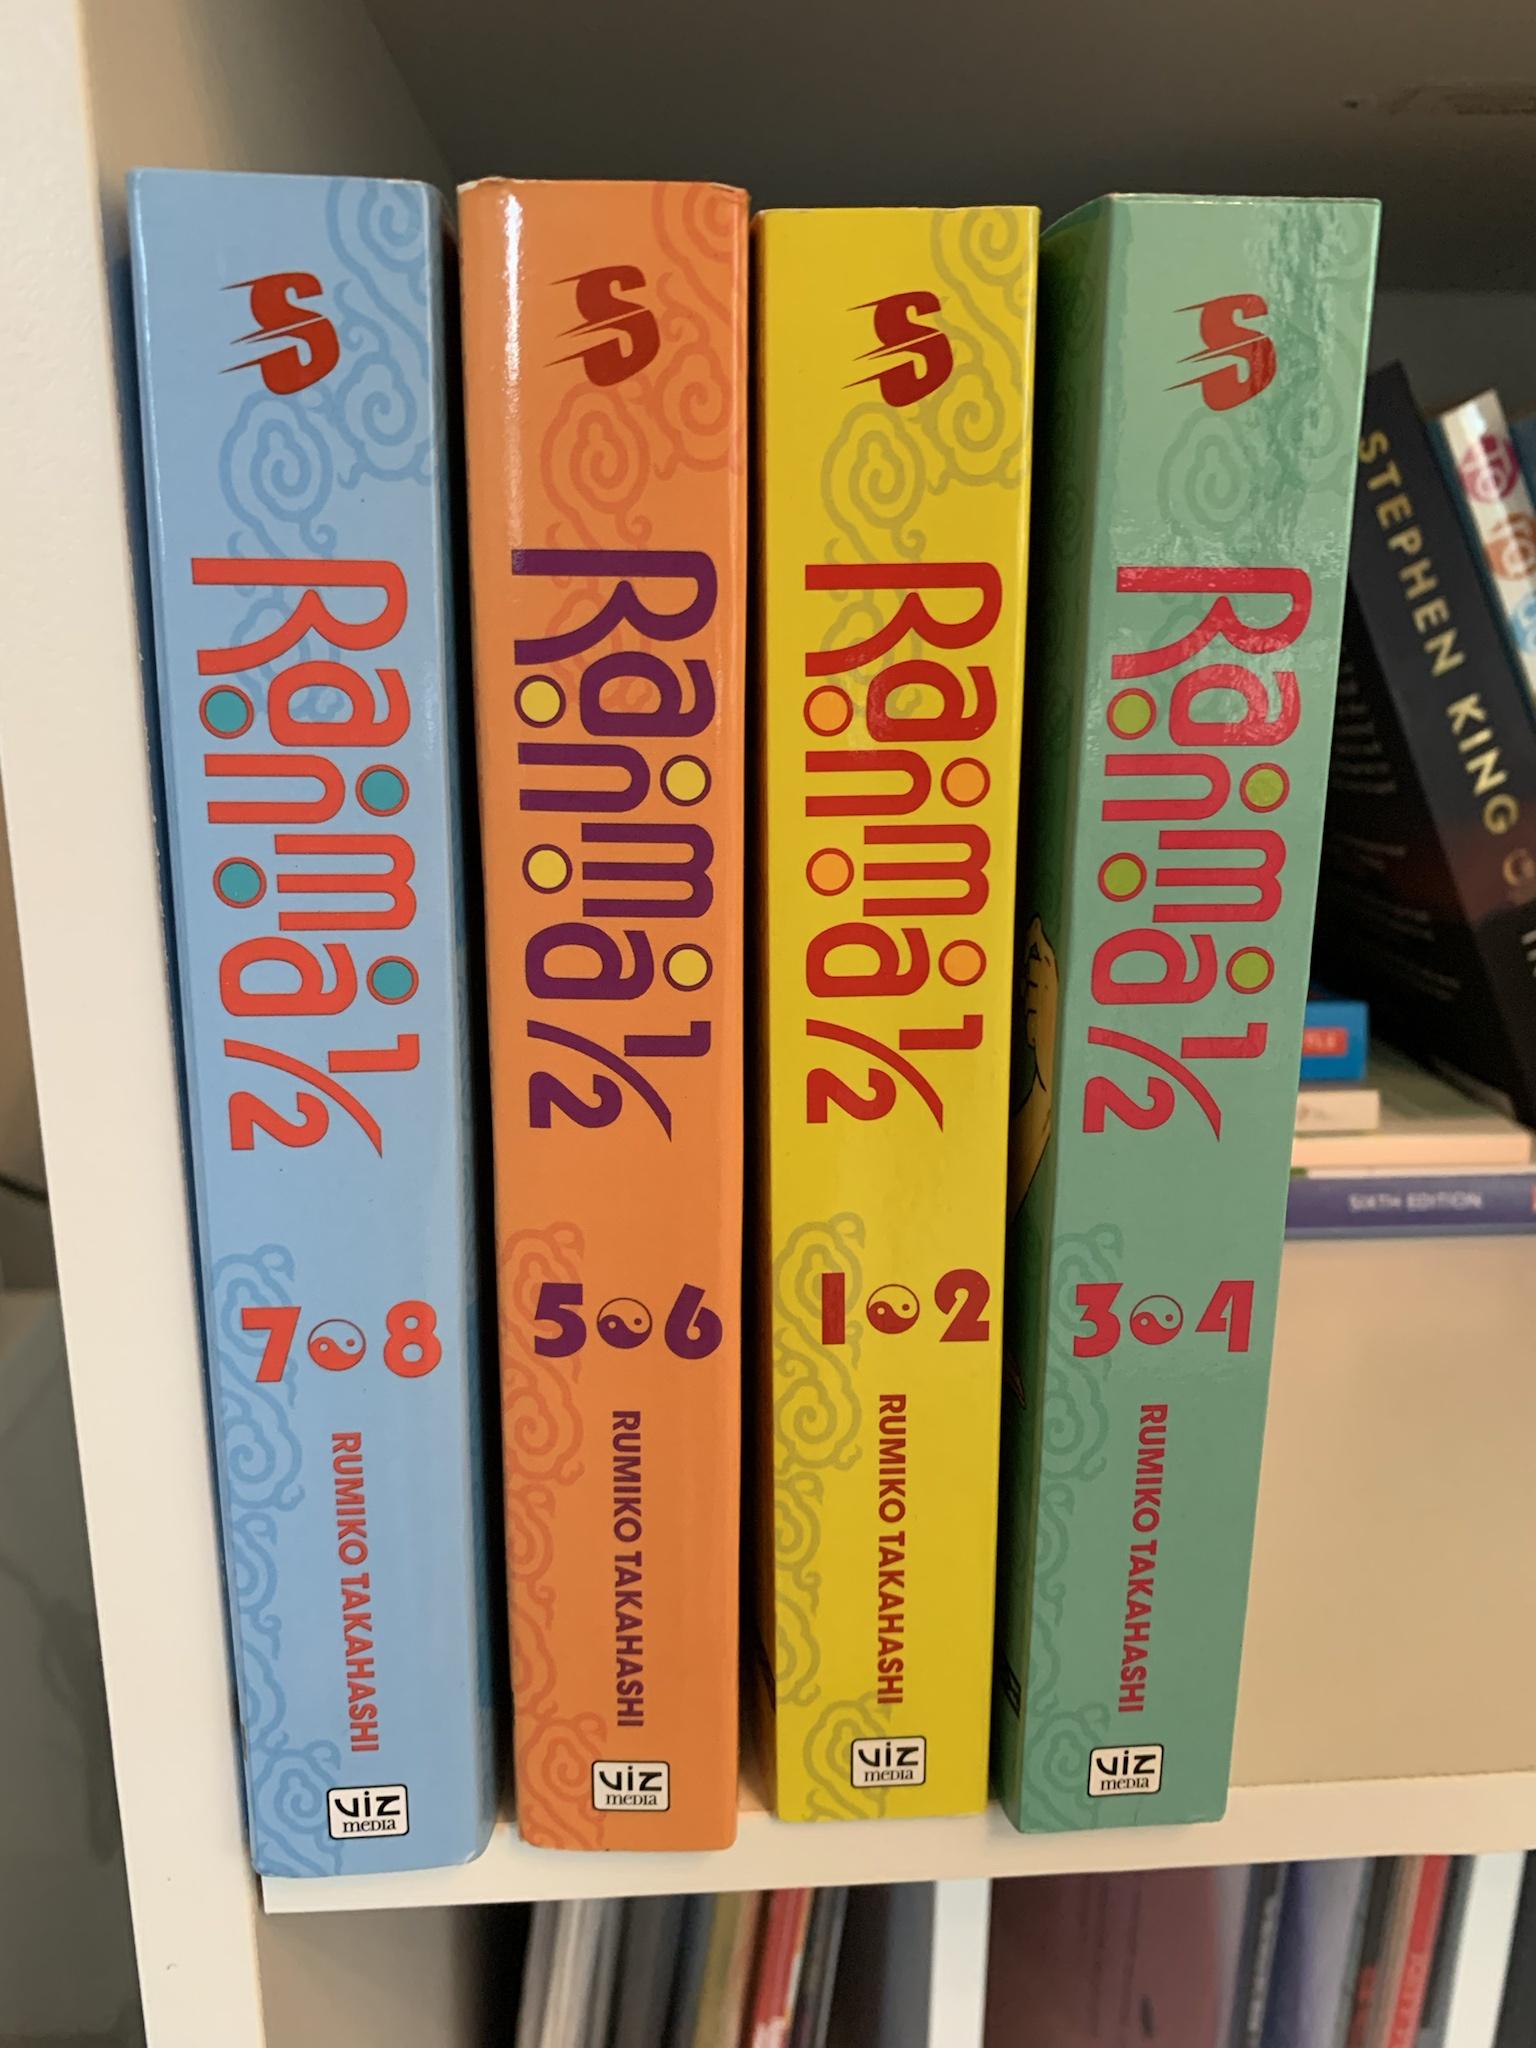 Ranma 1/2
7 8
RUMIKO TAKAHASHI
VIZ
MEDIA
Ranma 1/2
5 6
RUMIKO TAKAHASHI
VIZ
MEDIA
Ranma 1/2
1 2
RUMIKO TAKAHASHI
VIZ
MEDIA
Ranma 1/2
3 4
RUMIKO TAKAHASHI
VIZ
MEDIA
STEPHEN KING
SIXTH EDITION